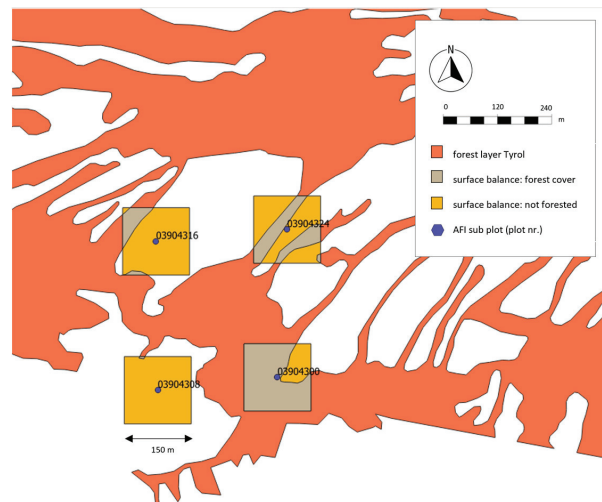 N
0 120 240
m
forest layer Tyrol
surface balance: forest cover
surface balance: not forested
AFI sub plot (plot nr.)
03904324
03904316
03904300
03904308
150 m